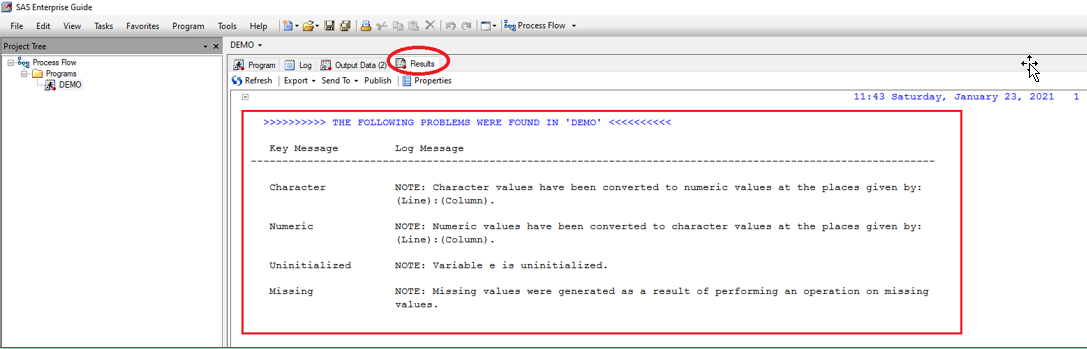 SAS Enterprise Guide
File Edit View Tasks Favorites Program Tools Help Process Flow
Project Tree
DEMO
Process Flow
Programs
DEMO
Program Log Output Data (2) Results
Refresh Export Send To Publish Properties
11:43 Saturday, January 23, 2021 1
>>>>>>>>>> THE FOLLOWING PROBLEMS WERE FOUND IN 'DEMO' <<<<<<<<<<
Key Message Log Message
Character NOTE: Character values have been converted to numeric values at the places given by:
(Line):(Column).
Numeric NOTE: Numeric values have been converted to character values at the places given by:
(Line):(Column).
Uninitialized NOTE: Variable e is uninitialized.
Missing NOTE: Missing values were generated as a result of performing an operation on missing
values.